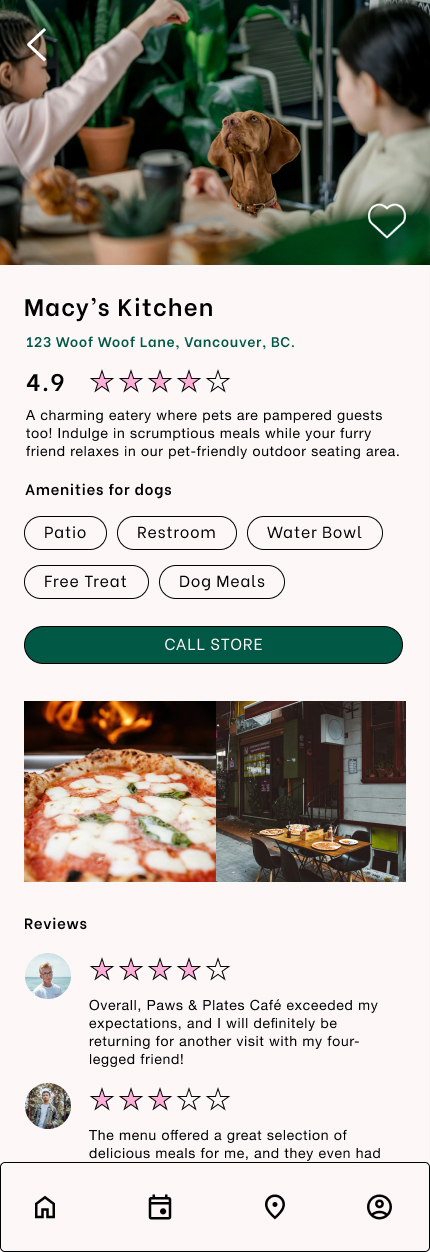 Macy's Kitchen
123 Woof Woof Lane, Vancouver, BC.
4.9
A charming eatery where pets are pampered guests
too! Indulge in scrumptious meals while your furry
friend relaxes in our pet-friendly outdoor seating area.
Amenities for dogs
Patio Restroom Water Bowl
Free Treat Dog Meals
CALL STORE
Reviews
Overall, Paws & Plates Café exceeded my
expectations, and I will definitely be
returning for another visit with my four-
legged friend!
The menu offered a great selection of
delicious meals for me, and they even had